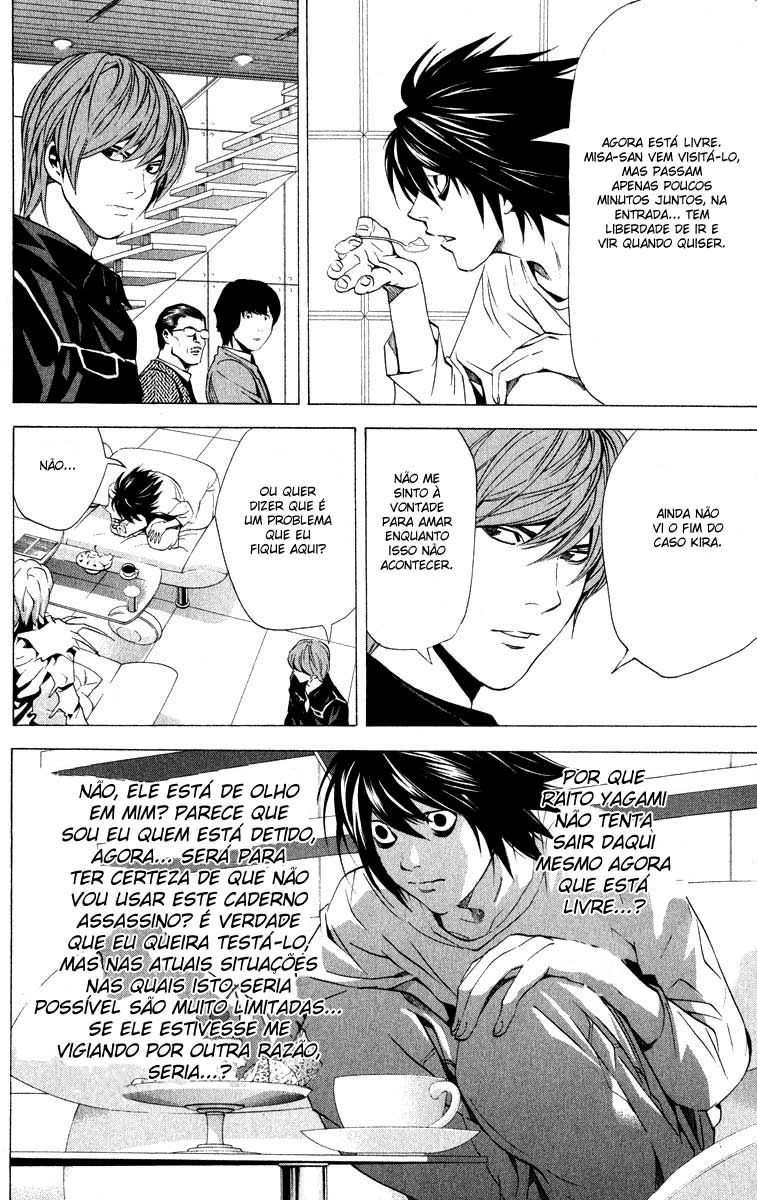 AGORA ESTÁ LIVRE.
MISA-SAN VEM VISITÁ-LO,
MAS PASSAM
APENAS POUCOS
MINUTOS JUNTOS, NA
ENTRADA... TEM
LIBERDADE DE IR E
VIR QUANDO QUISER.
AINDA NÃO
VI O FIM DO
CASO KIRA.
NÃO ME
SINTO À
VONTADE
PARA AMAR
ENQUANTO
ISSO NÃO
ACONTECER.
OU QUER
DIZER QUE É
UM PROBLEMA
QUE EU
FIQUE AQUI?
NÃO...
POR QUE
RAITO YAGAMI
NÃO TENTA
SAIR DAQUI
MESMO AGORA
QUE ESTÁ
LIVRE...?
NÃO, ELE ESTÁ DE OLHO
EM MIM? PARECE QUE
SOU EU QUEM ESTÁ DETIDO,
AGORA... SERÁ PARA
TER CERTEZA DE QUE NÃO
VOU USAR ESTE CADERNO
ASSASSINO? É VERDADE
QUE EU QUEIRA TESTÁ-LO,
MAS NAS ATUAIS SITUAÇÕES
NAS QUAIS ISTO SERIA
POSSÍVEL SÃO MUITO LIMITADAS...
SE ELE ESTIVESSE ME
VIGIANDO POR OUTRA RAZÃO,
SERIA...?